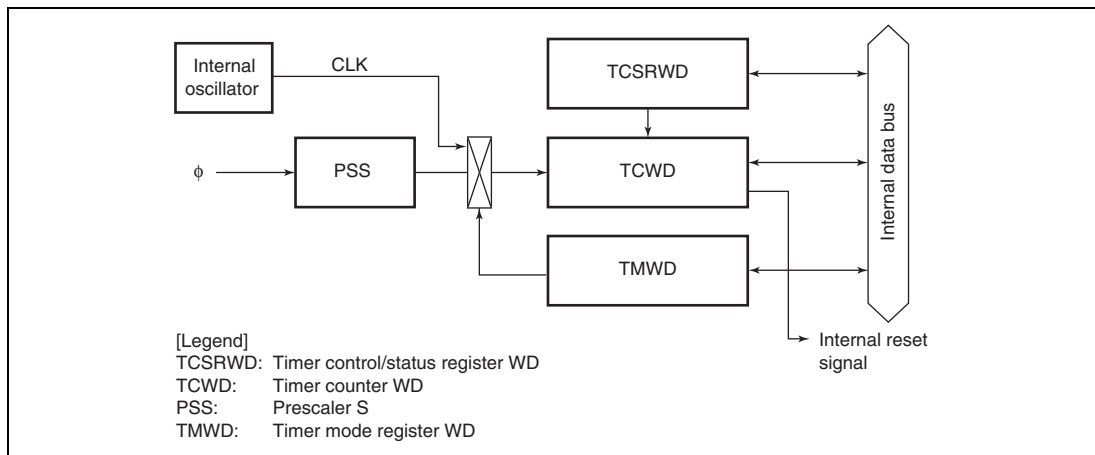 Internal
oscillator
CLK
TCSRWD
ϕ
PSS
TCWD
TMWD
Internal data bus
Internal reset
signal
[Legend]
TCSRWD: Timer control/status register WD
TCWD: Timer counter WD
PSS: Prescaler S
TMWD: Timer mode register WD